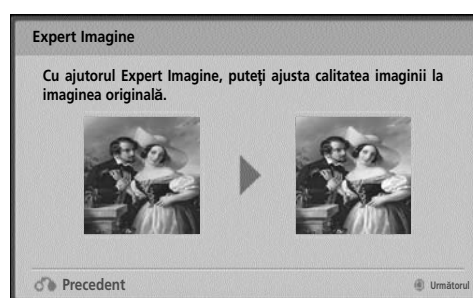 Expert Imagine
Cu ajutorul Expert Imagine, puteţi ajusta calitatea imaginii la
imaginea originală.
Precedent
Următorul